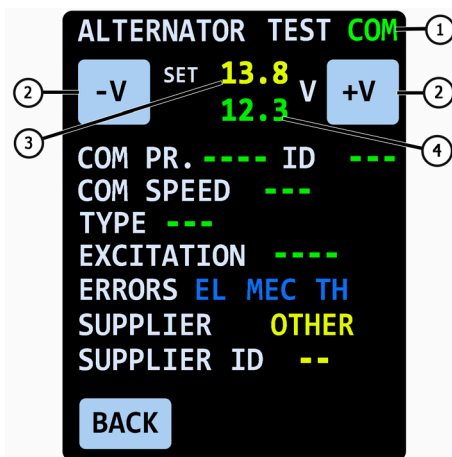 ALTERNATOR TEST COM 1
2 -V SET 13.8 V +V 2
3 12.3 4
COM PR. ---- ID ---
COM SPEED ---
TYPE ---
EXCITATION ----
ERRORS EL MEC TH
SUPPLIER OTHER
SUPPLIER ID --
BACK